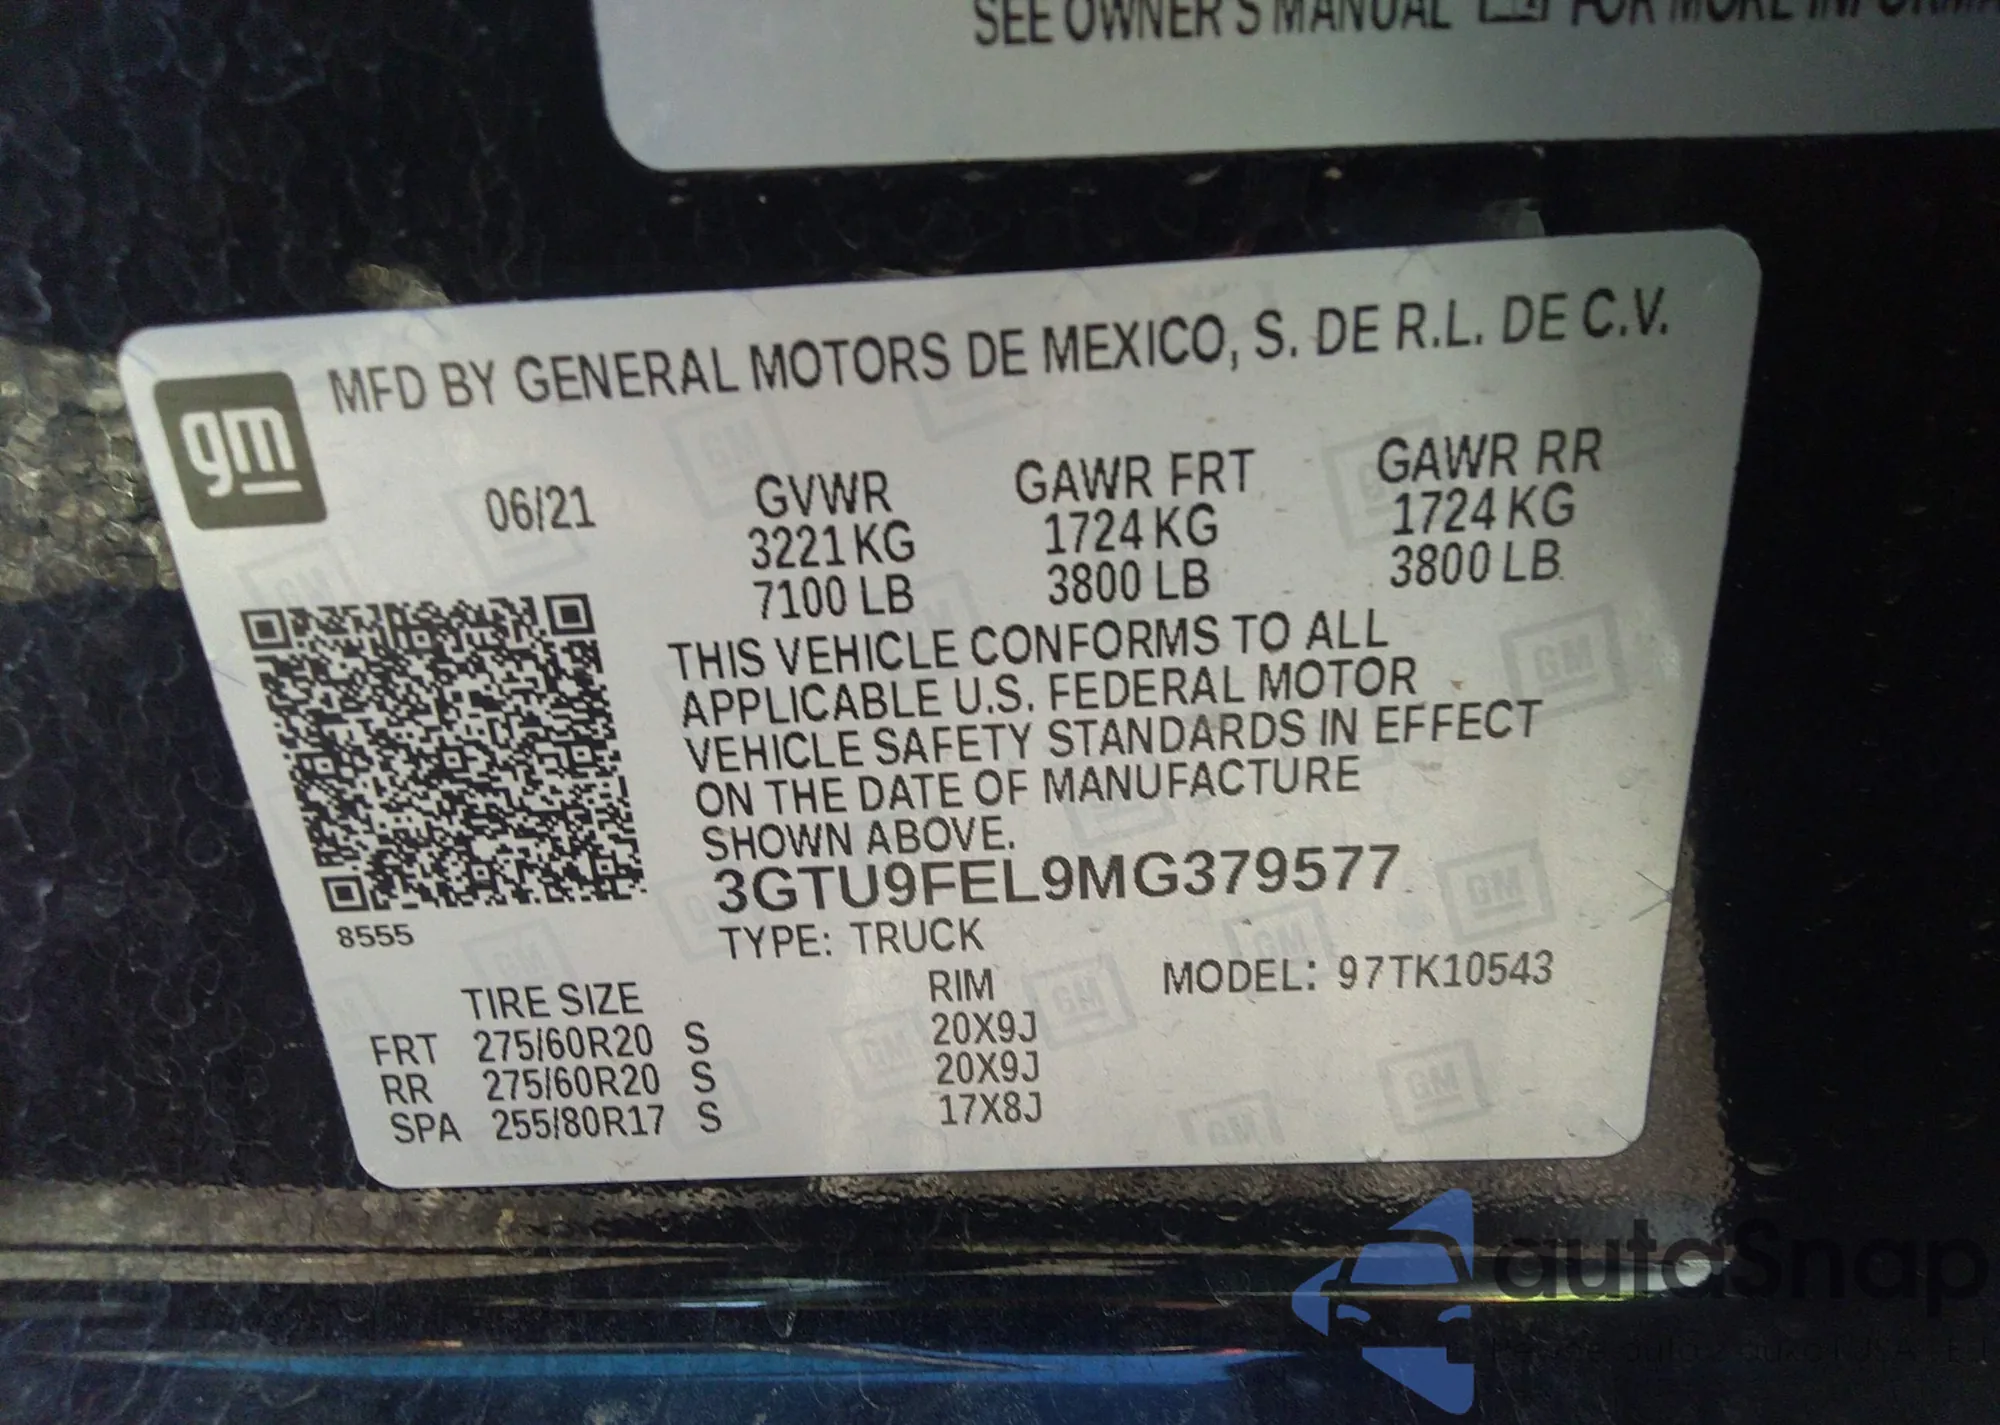 SEE OWNER'S MANUAL FOR MORE
MFD BY GENERAL MOTORS DE MEXICO, S. DE R.L. DE C.V.
gm
06/21
GVWR GAWR FRT GAWR RR
3221 KG 1724 KG 1724 KG
7100 LB 3800 LB 3800 LB
THIS VEHICLE CONFORMS TO ALL
APPLICABLE U.S. FEDERAL MOTOR
VEHICLE SAFETY STANDARDS IN EFFECT
ON THE DATE OF MANUFACTURE
SHOWN ABOVE.
3GTU9FEL9MG379577
8555
TYPE: TRUCK
MODEL: 97TK10543
TIRE SIZE RIM
FRT 275/60R20 S 20X9J
RR 275/60R20 S 20X9J
SPA 255/80R17 S 17X8J
autoSnap